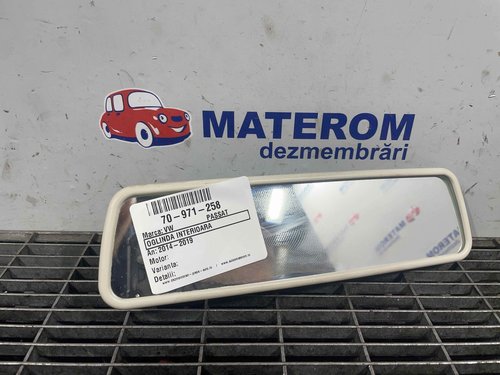 MATEROM
dezmembrări
70-971-258
Marca: VW PASSAT
OGLINDA INTERIOARA
An: 2014-2019
Motor:
Varianta:
Detalii: